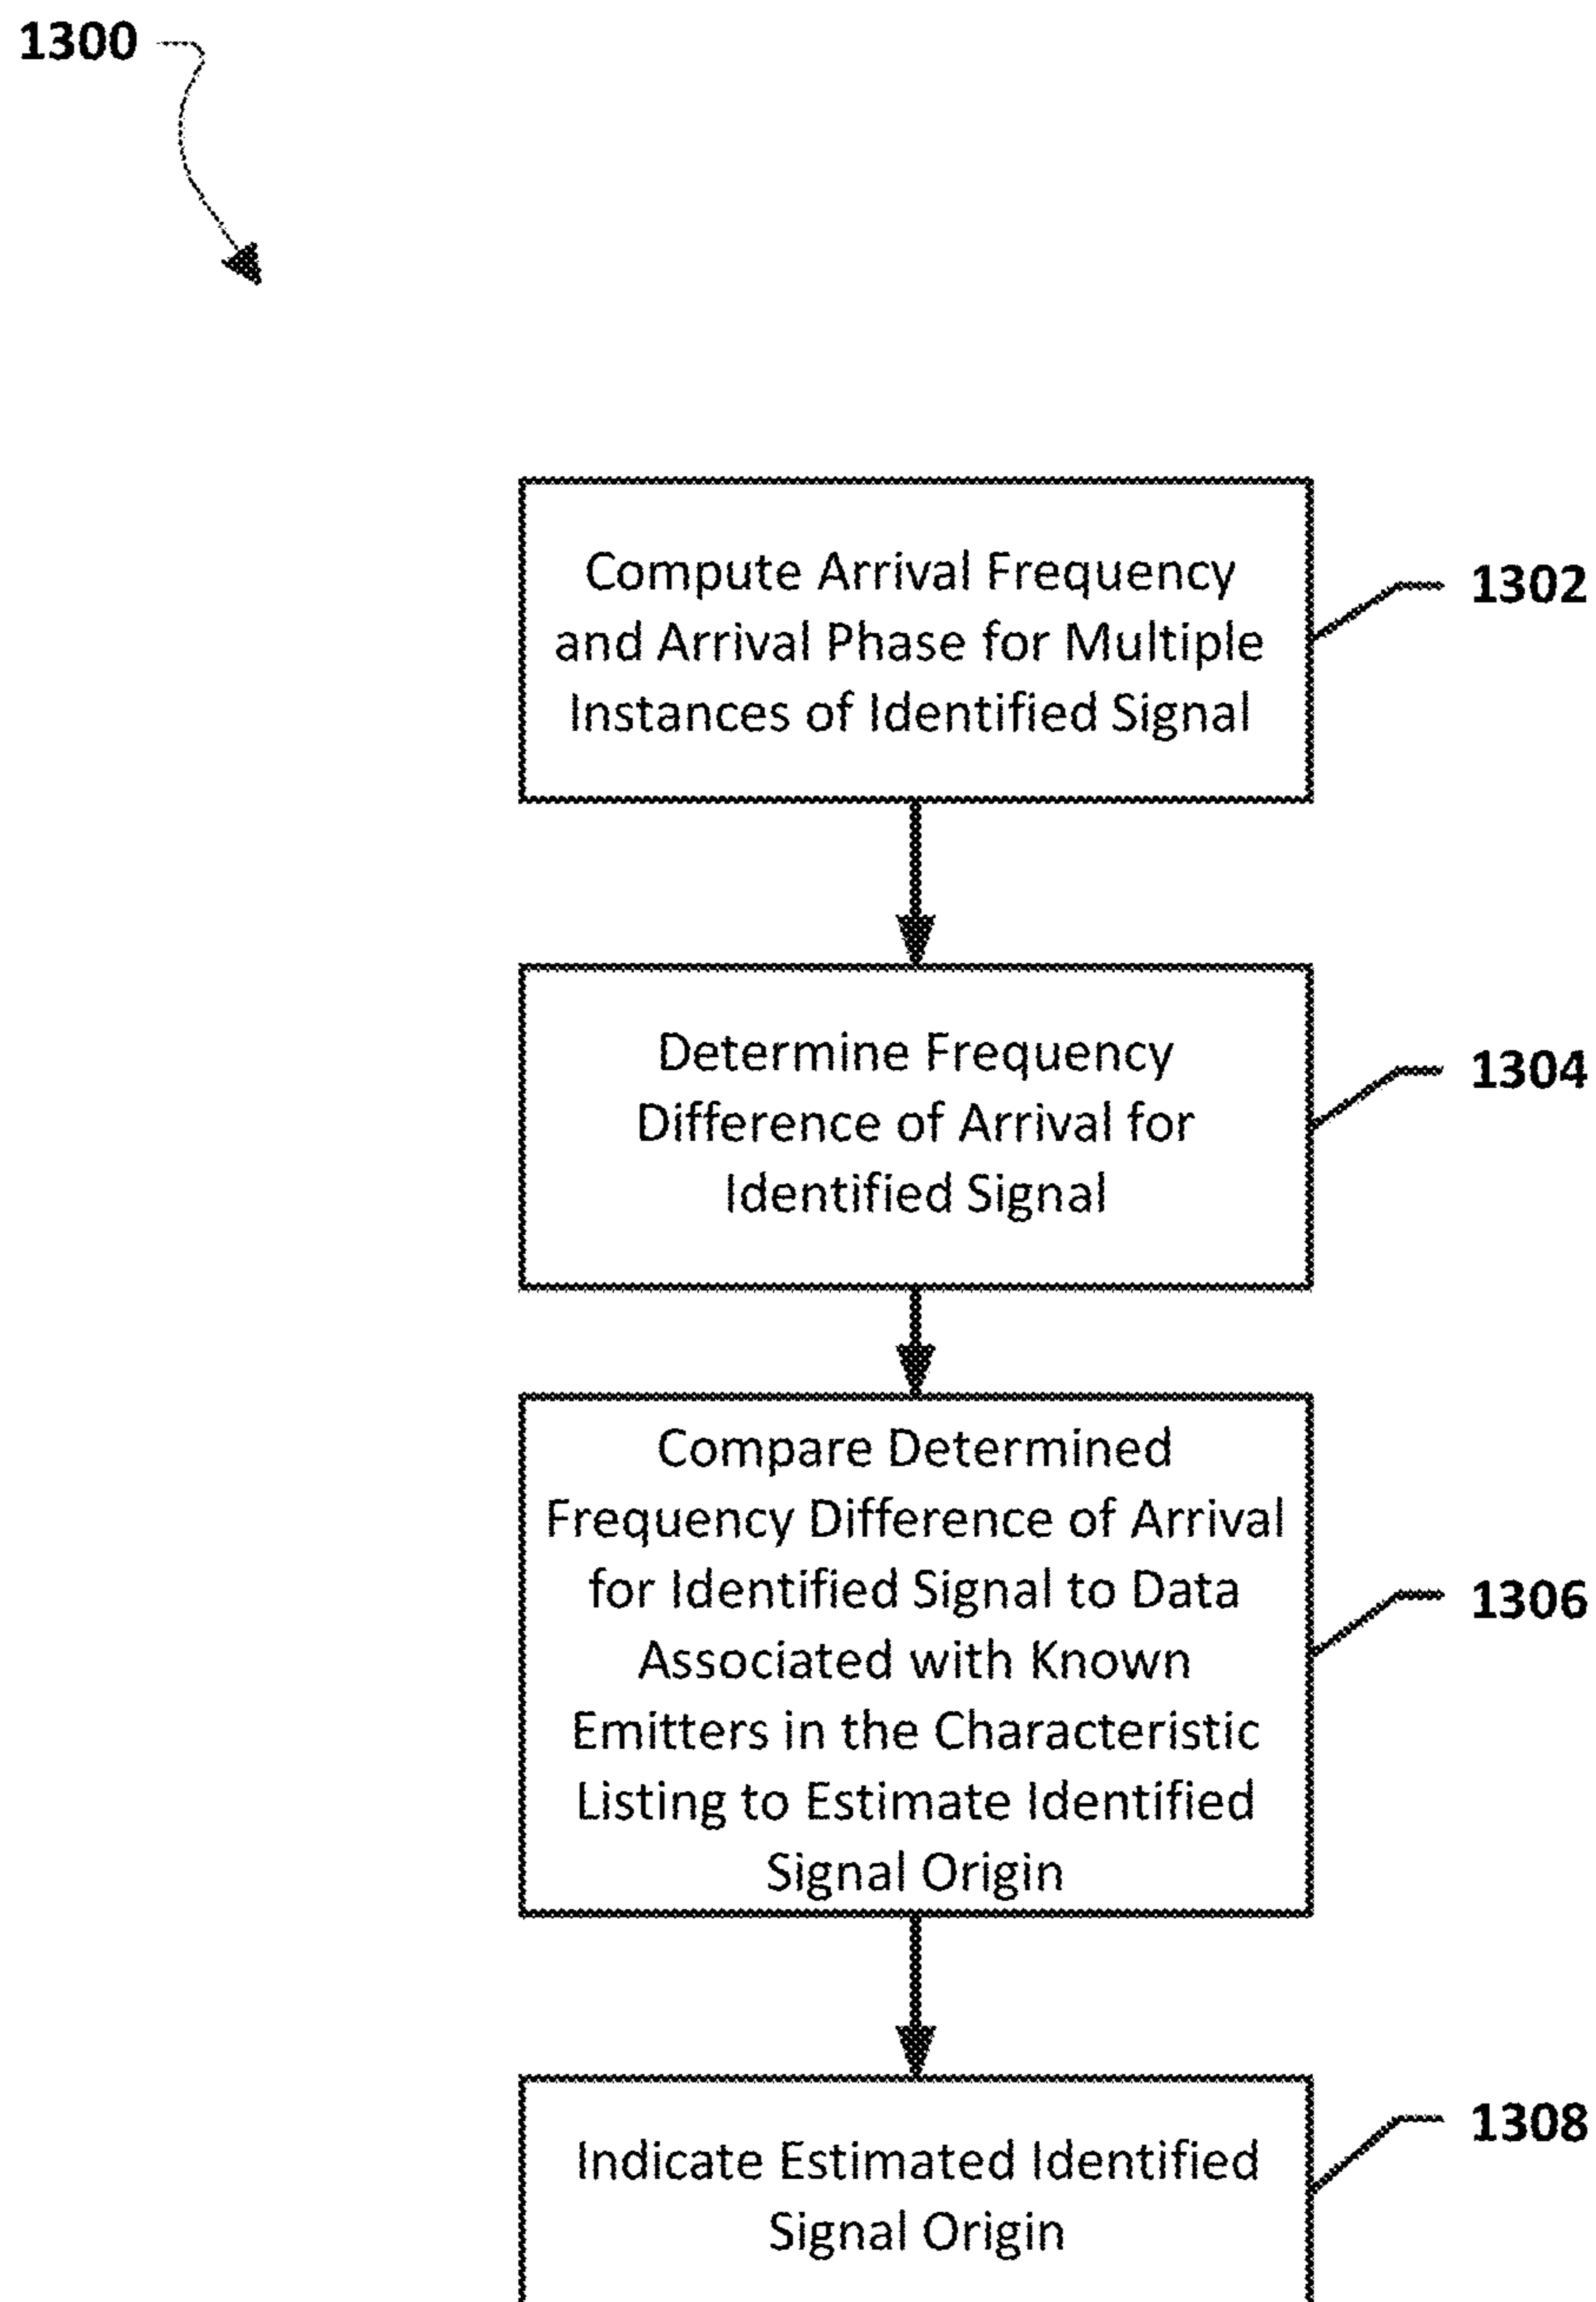 1300
Compute Arrival Frequency
and Arrival Phase for Multiple
Instances of Identified Signal
1302
Determine Frequency
Difference of Arrival for
Identified Signal
1304
Compare Determined
Frequency Difference of Arrival
for Identified Signal to Data
Associated with Known
Emitters in the Characteristic
Listing to Estimate Identified
Signal Origin
1306
Indicate Estimated Identified
Signal Origin
1308